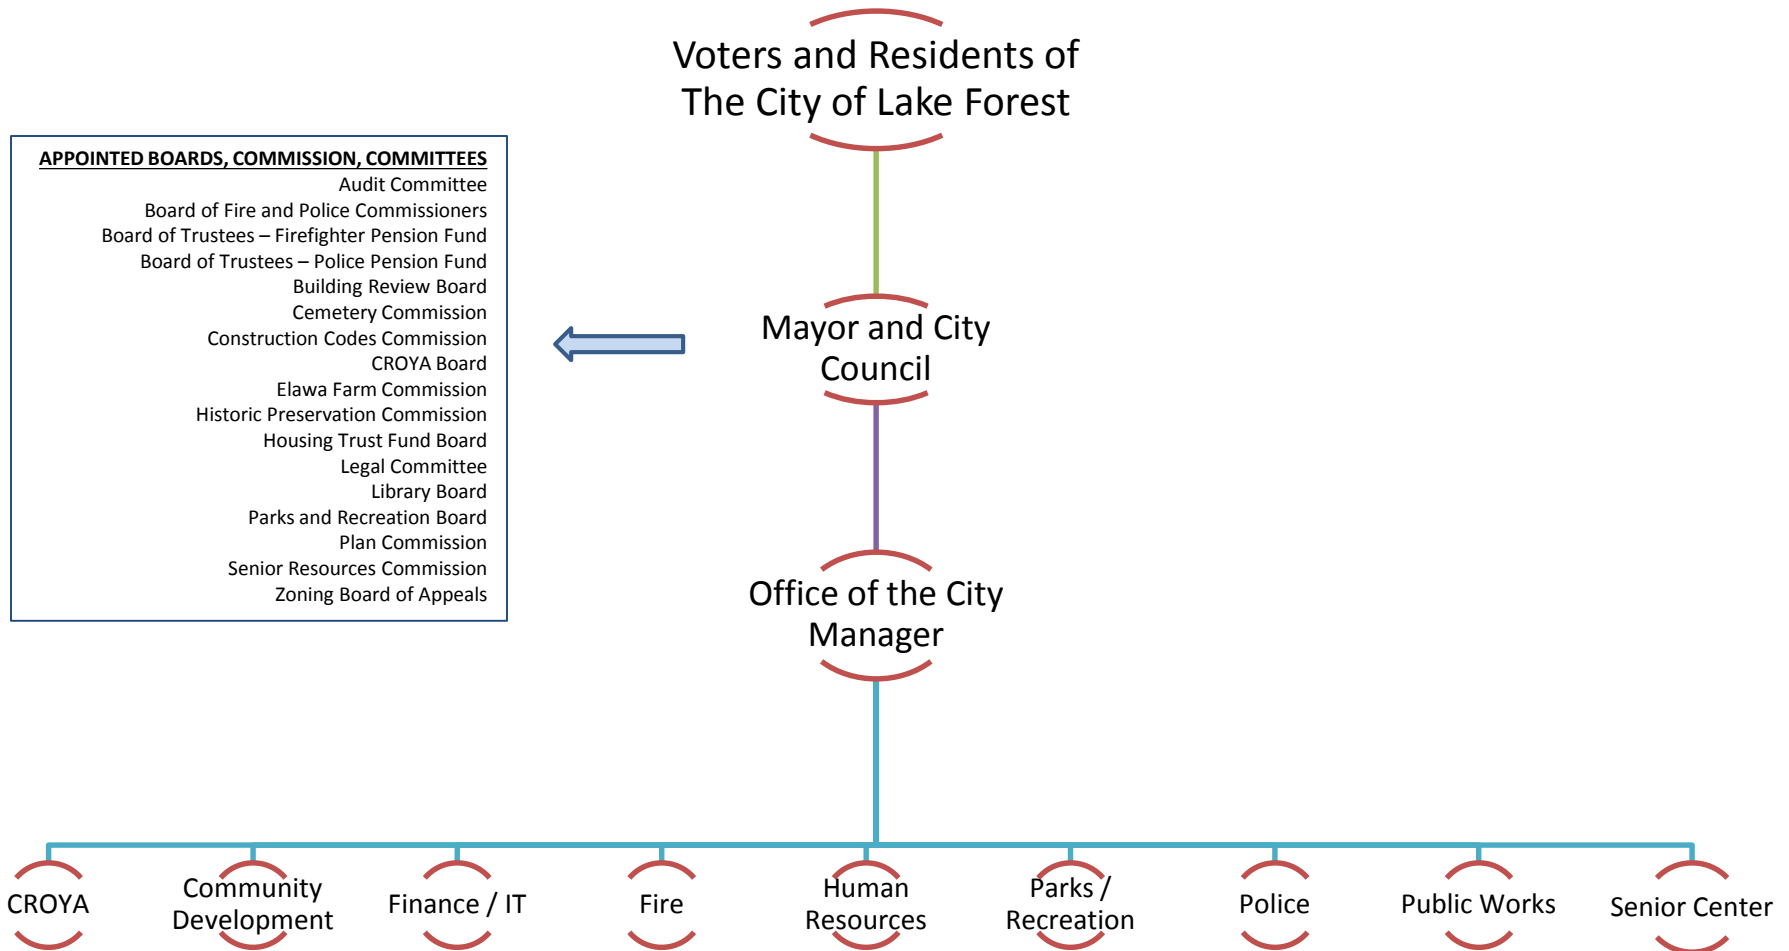 Voters and Residents of
The City of Lake Forest
APPOINTED BOARDS, COMMISSION, COMMITTEES
Audit Committee
Board of Fire and Police Commissioners
Board of Trustees – Firefighter Pension Fund
Board of Trustees – Police Pension Fund
Building Review Board
Cemetery Commission
Construction Codes Commission
CROYA Board
Elawa Farm Commission
Historic Preservation Commission
Housing Trust Fund Board
Legal Committee
Library Board
Parks and Recreation Board
Plan Commission
Senior Resources Commission
Zoning Board of Appeals
Mayor and City
Council
Office of the City
Manager
CROYA
Community
Development
Finance / IT
Fire
Human
Resources
Parks /
Recreation
Police
Public Works
Senior Center